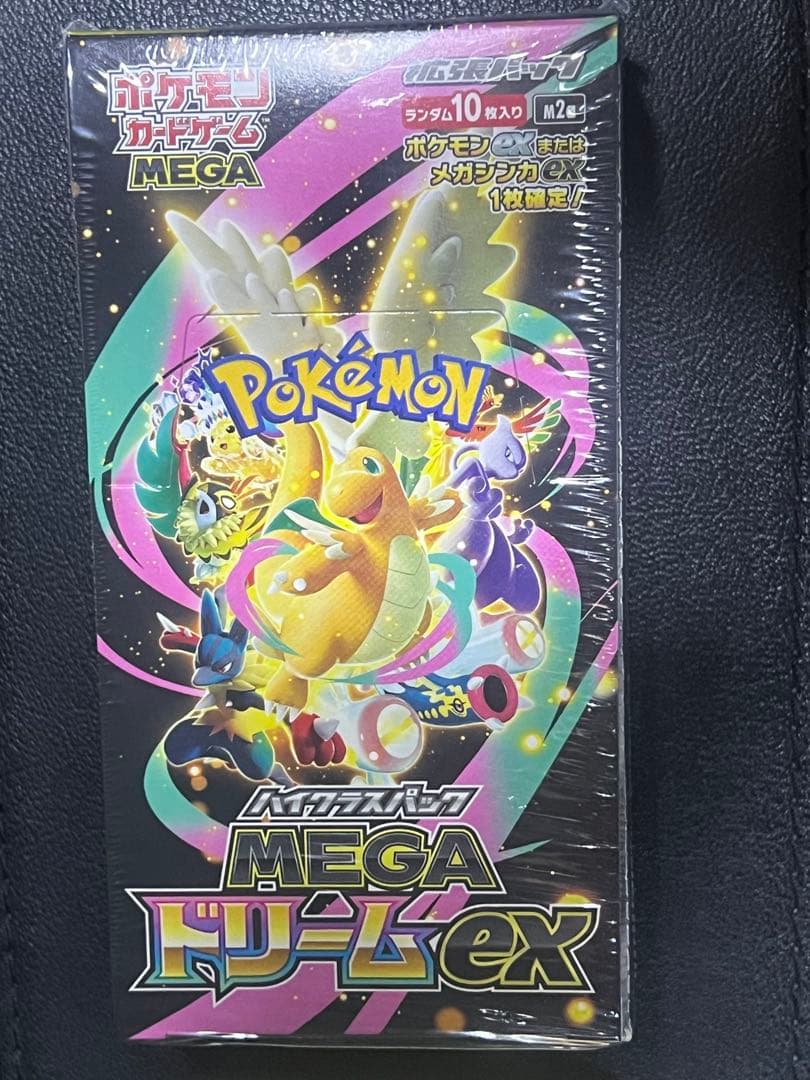 ポケモン
カードゲーム
MEGA
拡張パック
ランダム10枚入り
ポケモンexまたは
メガシンカex
1枚確定!
POKéMON
ハイクラスパック
MEGA
ドリームex